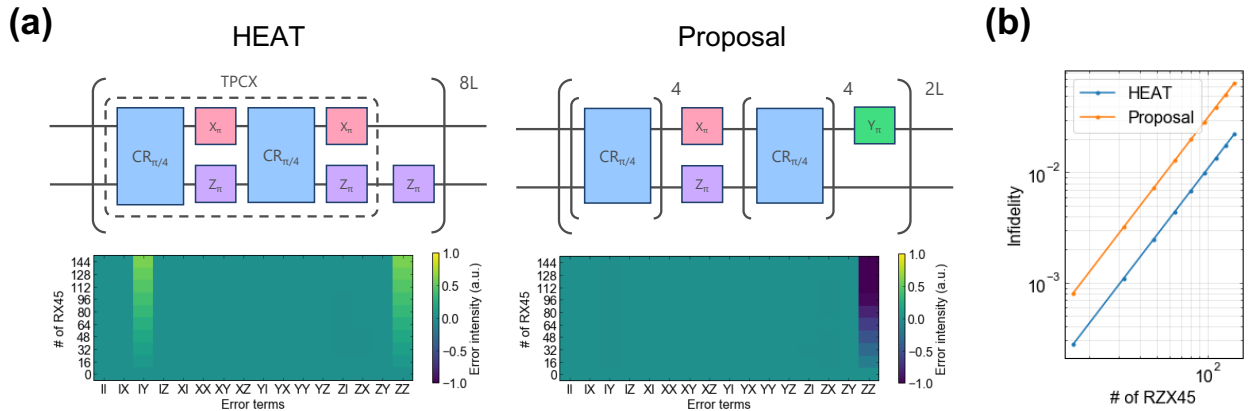 (a)
HEAT
TPCX
8L
CRπ/4
Xπ
CRπ/4
Xπ
Zπ
Zπ
Zπ
Proposal
4
4
2L
CRπ/4
Xπ
CRπ/4
Yπ
Zπ
# of RX45
144
128
112
96
80
64
48
32
16
0
II IX IY IZ XI XX XY XZ YI YX YY YZ ZI ZX ZY ZZ
Error terms
1.0
0.5
0.0
−0.5
−1.0
Error intensity (a.u.)
# of RX45
144
128
112
96
80
64
48
32
16
0
II IX IY IZ XI XX XY XZ YI YX YY YZ ZI ZX ZY ZZ
Error terms
1.0
0.5
0.0
−0.5
−1.0
Error intensity (a.u.)
(b)
HEAT
Proposal
Infidelity
10−2
10−3
102
# of RZX45